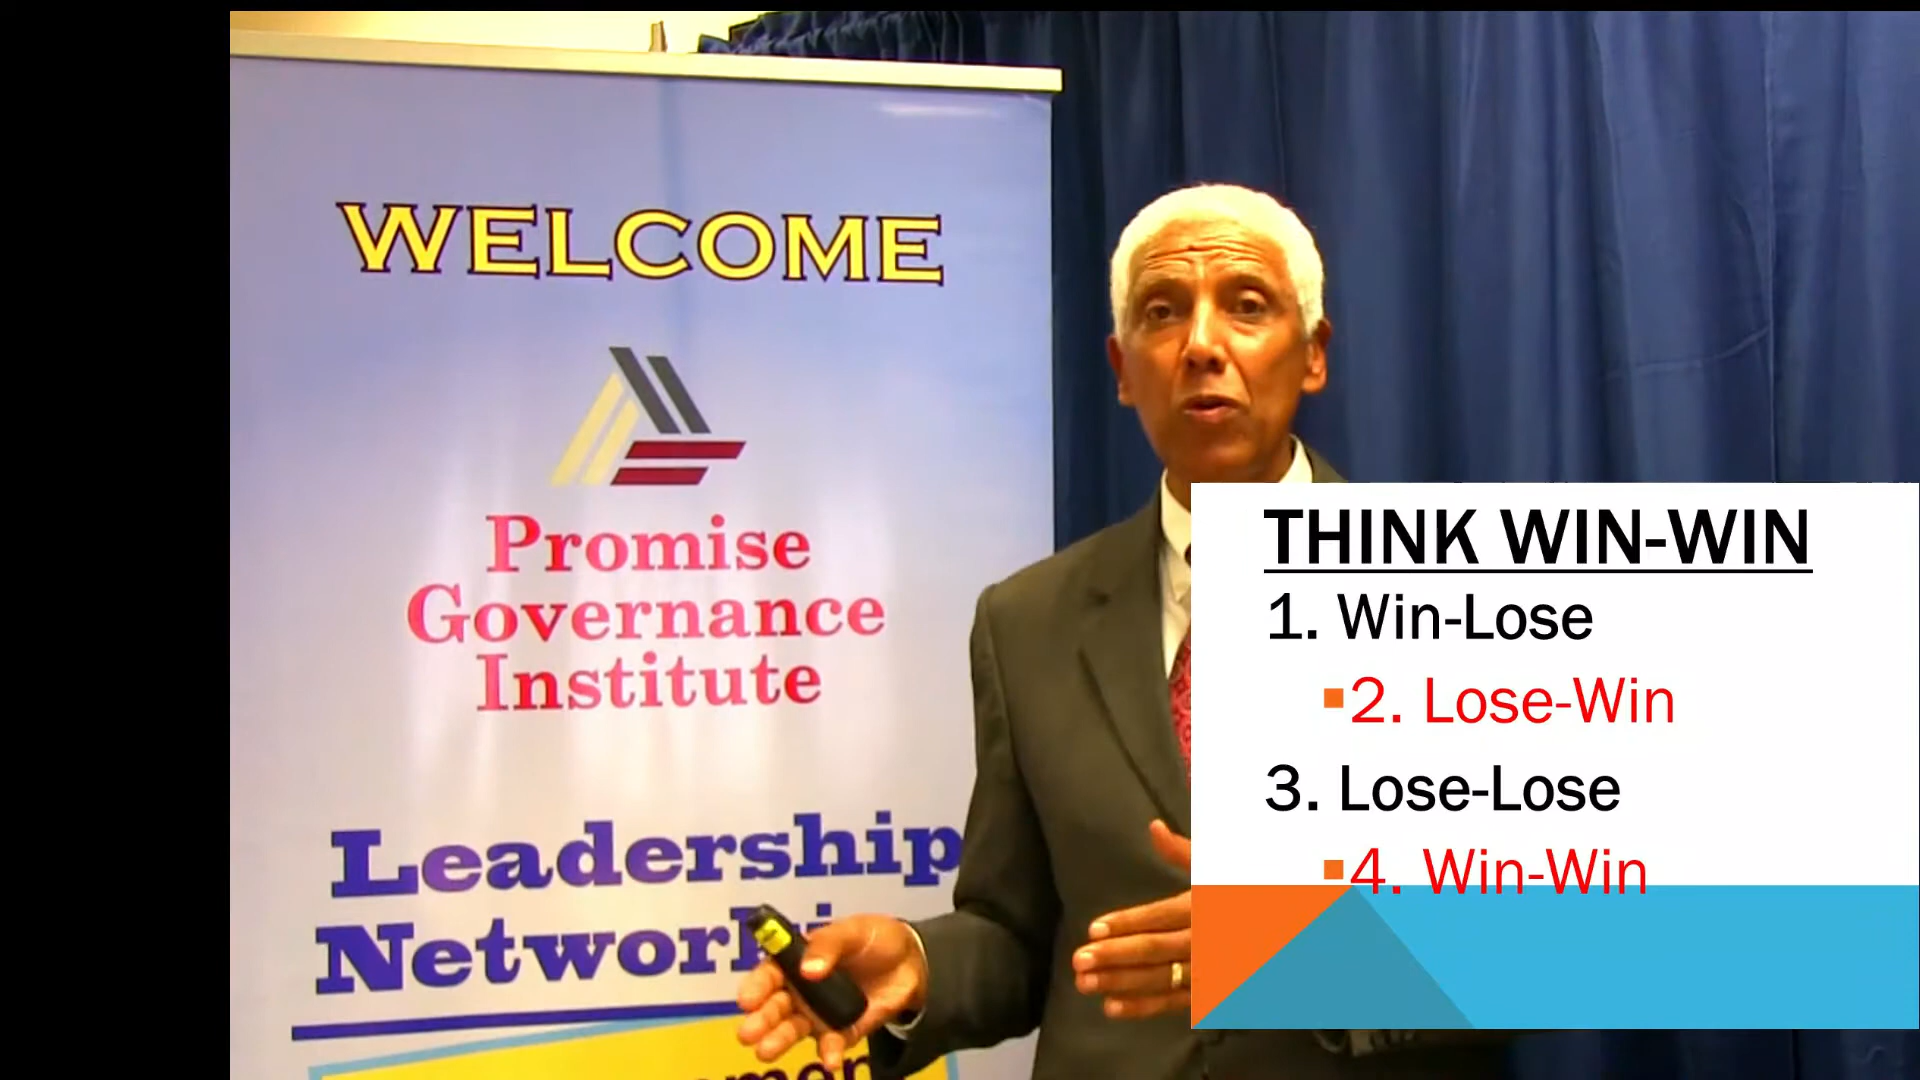 WELCOME
Promise
Governance
Institute
Leadership
THINK WIN-WIN
1. Win-Lose
▪2. Lose-Win
3. Lose-Lose
▪4. Win-Win